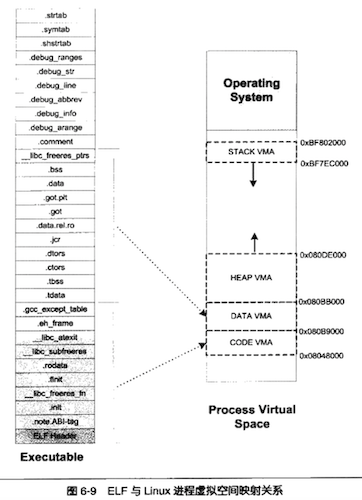 .strtab
.symtab
.shstrtab
.debug_ranges
.debug_str
.debug_line
.debug_abbrev
.debug_info
.debug_arange
.comment
__libc_freeres_ptrs
.bss
.data
.got.plt
.got
.data.rel.ro
.jcr
.dtors
.ctors
.tbss
.tdata
.gcc_except_table
.eh_frame
__libc_atexit
__libc_subfreeres
.rodata
.fini
__libc_freeres_fn
.init
.note.ABI-tag
ELF Header
Executable
Operating
System
0xBF802000
STACK VMA
0xBF7EC000
0x080DE000
HEAP VMA
0x080BB000
DATA VMA
0x080B9000
CODE VMA
0x08048000
Process Virtual
Space
图 6-9 ELF 与 Linux 进程虚拟空间映射关系